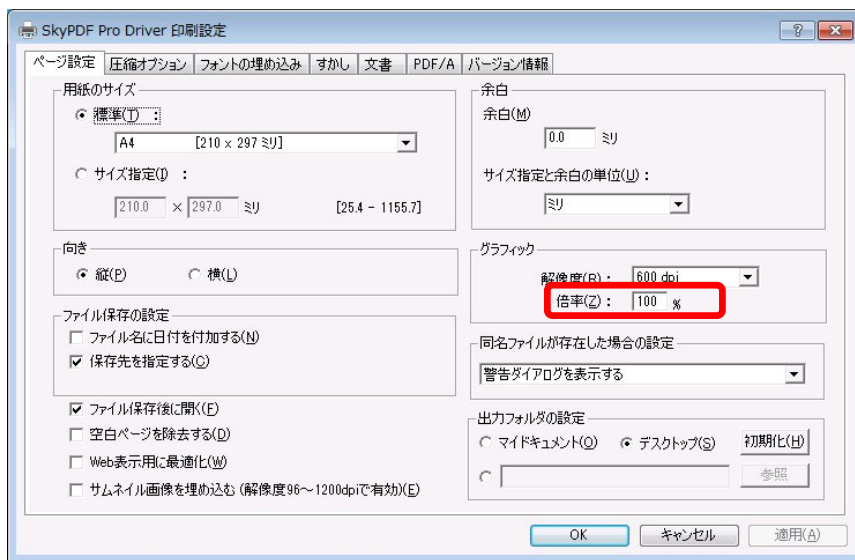 SkyPDF Pro Driver 印刷設定
ページ設定 圧縮オプション フォントの埋め込み すかし 文書 PDF/A バージョン情報
用紙のサイズ
標準(T) :
A4 [210 x 297 ミリ]
サイズ指定(I) :
210.0 × 297.0 ミリ [25.4 - 1155.7]
余白
余白(M)
0.0 ミリ
サイズ指定と余白の単位(U):
ミリ
向き
縦(P) 横(L)
グラフィック
解像度(R): 600 dpi
倍率(Z): 100 %
ファイル保存の設定
ファイル名に日付を付加する(N)
保存先を指定する(C)
同名ファイルが存在した場合の設定
警告ダイアログを表示する
ファイル保存後に開く(F)
空白ページを除去する(D)
Web表示用に最適化(W)
サムネイル画像を埋め込む (解像度96～1200dpiで有効)(E)
出力フォルダの設定
マイドキュメント(O) デスクトップ(S) 初期化(H)
参照
OK キャンセル 適用(A)